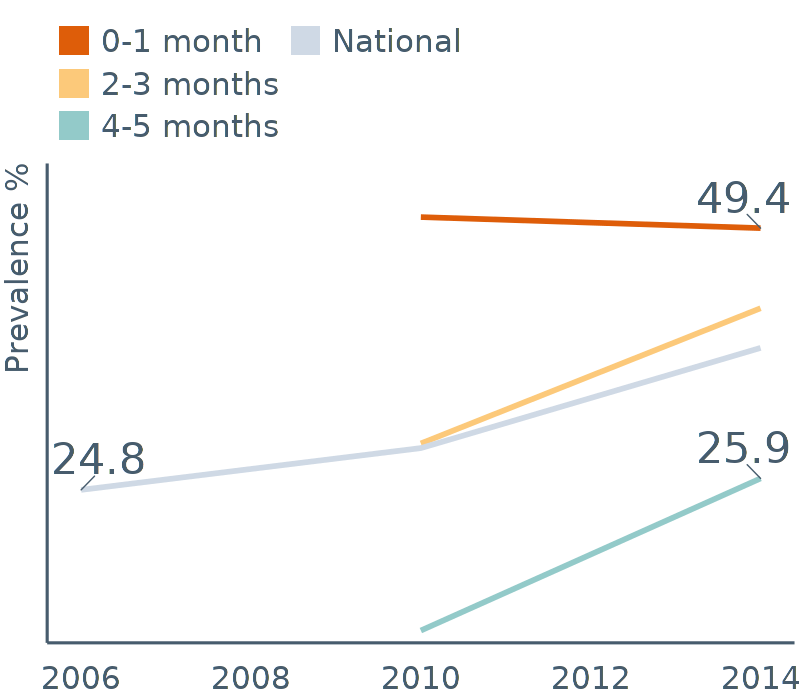 0-1 month
National
2-3 months
4-5 months
Prevalence %
49.4
24.8
25.9
2006 2008 2010 2012 2014